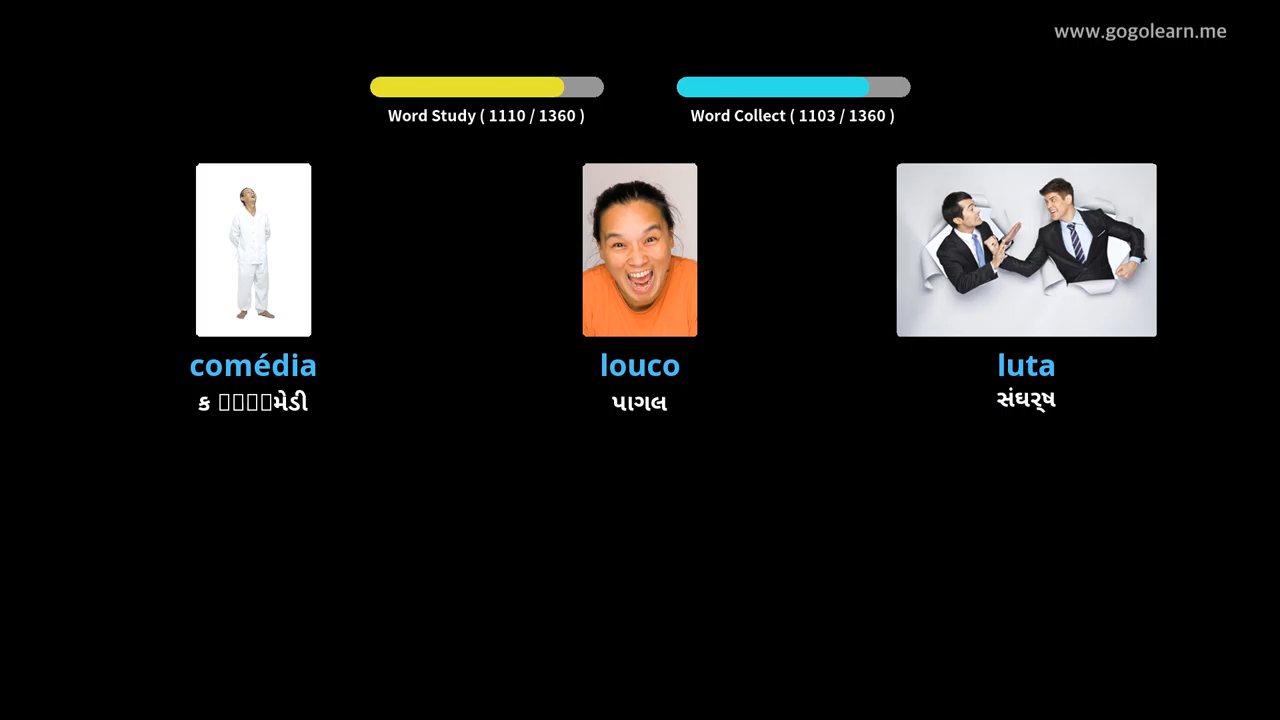 www.gogolearn.me
Word Study ( 1110 / 1360 )
Word Collect ( 1103 / 1360 )
comédia
louco
luta
ક □□□□મેડી
પાગલ
સંઘર્ષ